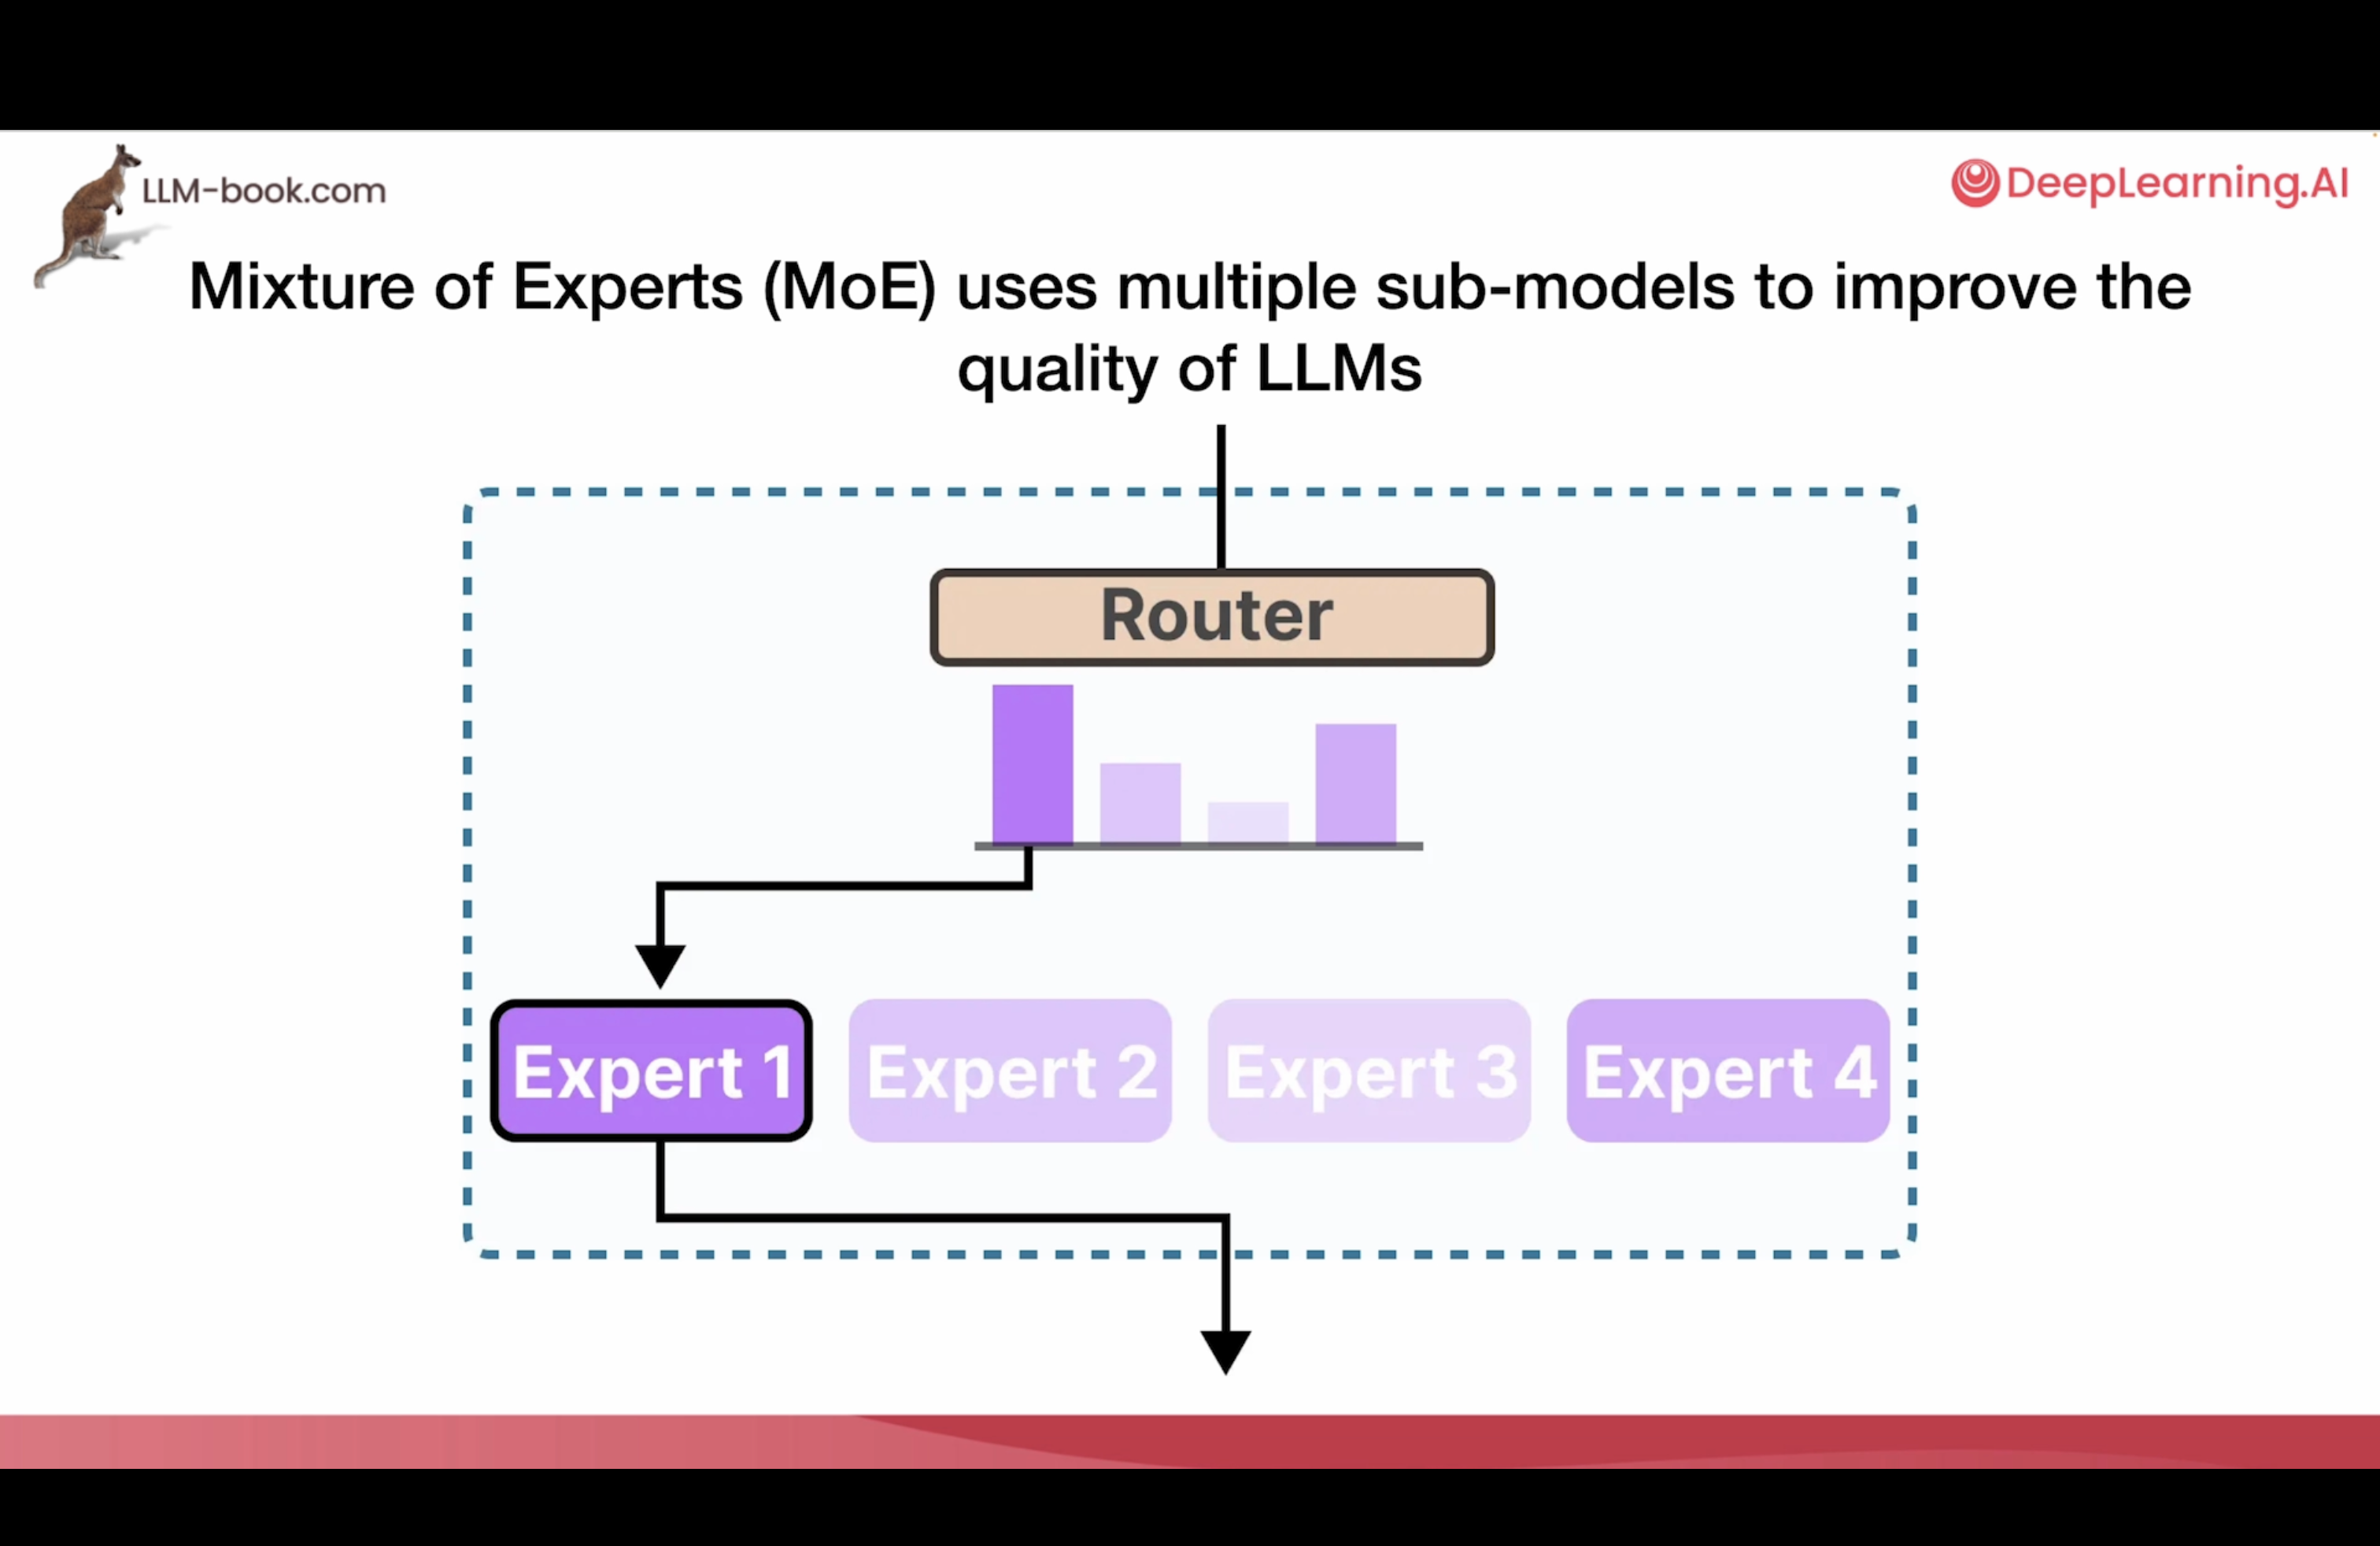 LLM-book.com
DeepLearning.AI
Mixture of Experts (MoE) uses multiple sub-models to improve the
quality of LLMs
Router
Expert 1
Expert 2
Expert 3
Expert 4